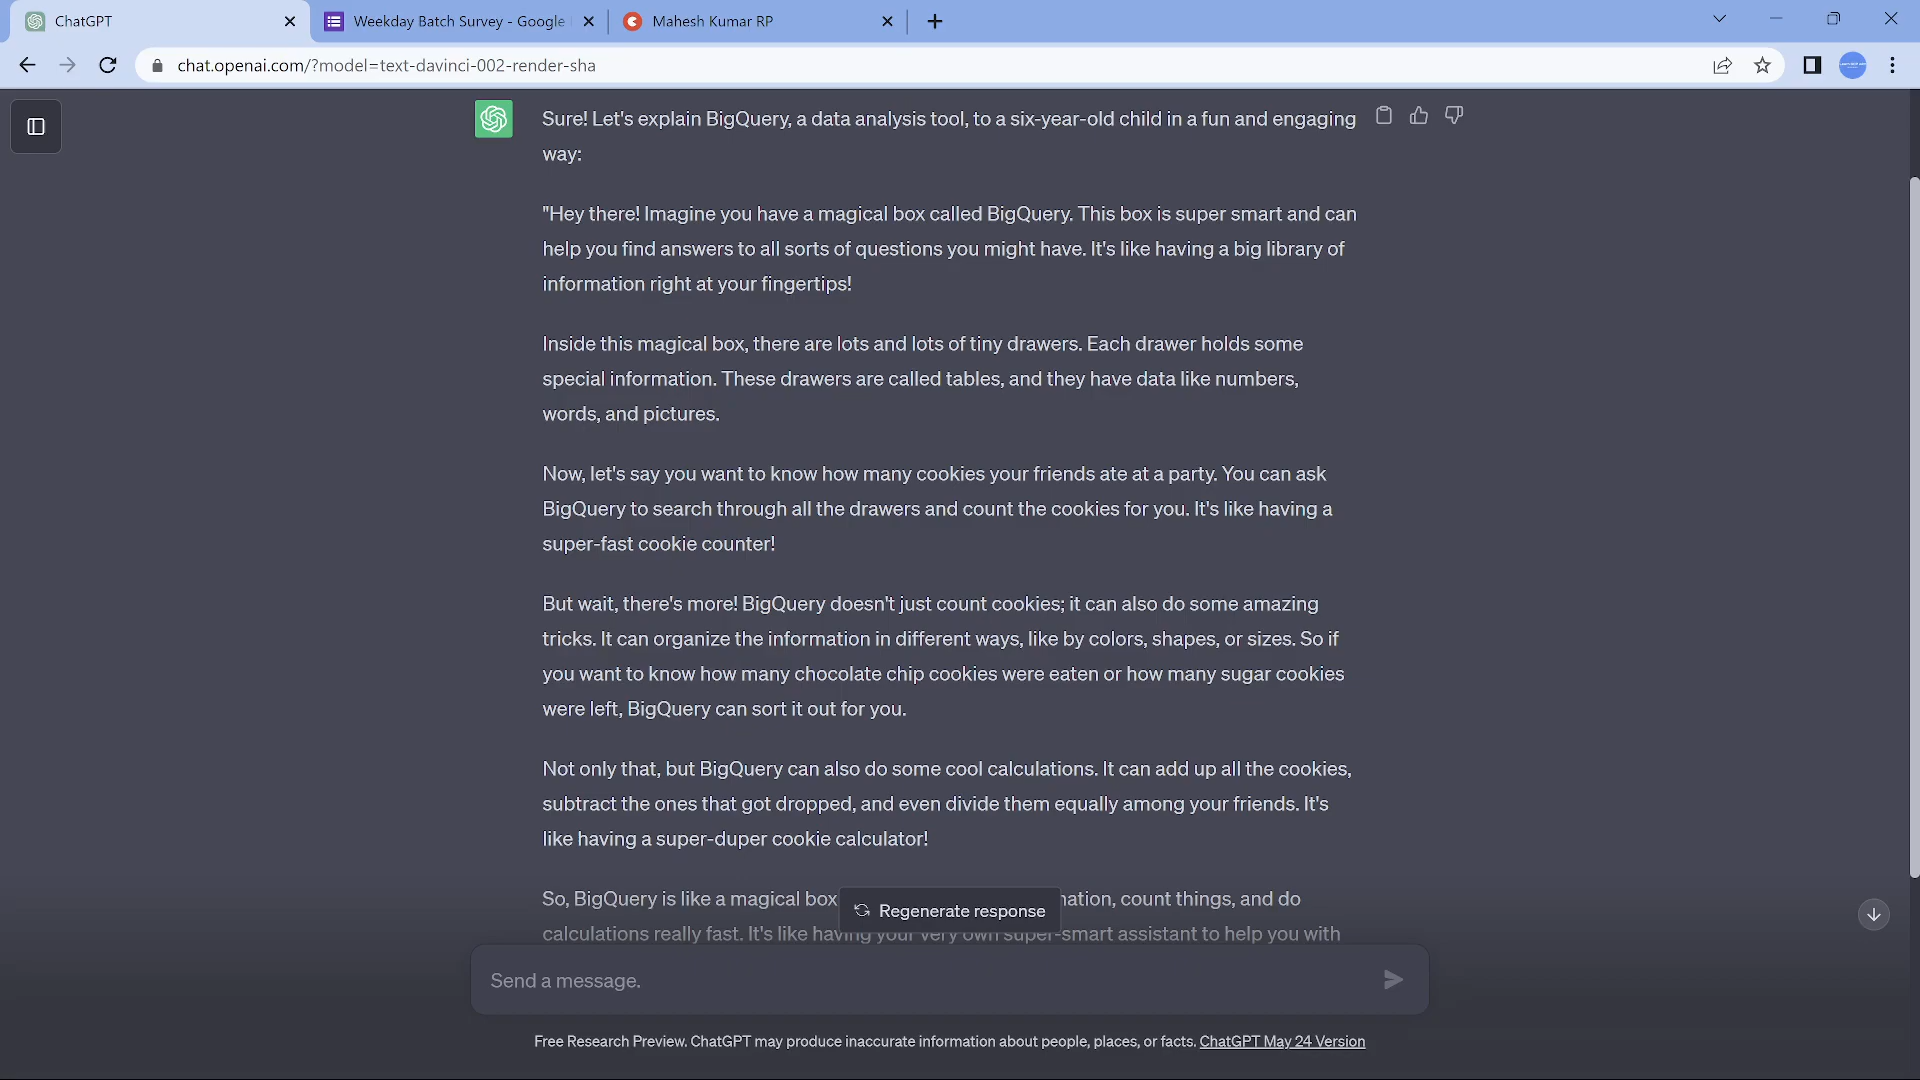 ChatGPT
Weekday Batch Survey - Google
Mahesh Kumar RP
chat.openai.com/?model=text-davinci-002-render-sha
Sure! Let's explain BigQuery, a data analysis tool, to a six-year-old child in a fun and engaging
way:
"Hey there! Imagine you have a magical box called BigQuery. This box is super smart and can
help you find answers to all sorts of questions you might have. It's like having a big library of
information right at your fingertips!
Inside this magical box, there are lots and lots of tiny drawers. Each drawer holds some
special information. These drawers are called tables, and they have data like numbers,
words, and pictures.
Now, let's say you want to know how many cookies your friends ate at a party. You can ask
BigQuery to search through all the drawers and count the cookies for you. It's like having a
super-fast cookie counter!
But wait, there's more! BigQuery doesn't just count cookies; it can also do some amazing
tricks. It can organize the information in different ways, like by colors, shapes, or sizes. So if
you want to know how many chocolate chip cookies were eaten or how many sugar cookies
were left, BigQuery can sort it out for you.
Not only that, but BigQuery can also do some cool calculations. It can add up all the cookies,
subtract the ones that got dropped, and even divide them equally among your friends. It's
like having a super-duper cookie calculator!
So, BigQuery is like a magical box
Regenerate response
nation, count things, and do
calculations really fast. It's like having your very own super-smart assistant to help you with
Send a message.
Free Research Preview. ChatGPT may produce inaccurate information about people, places, or facts. ChatGPT May 24 Version